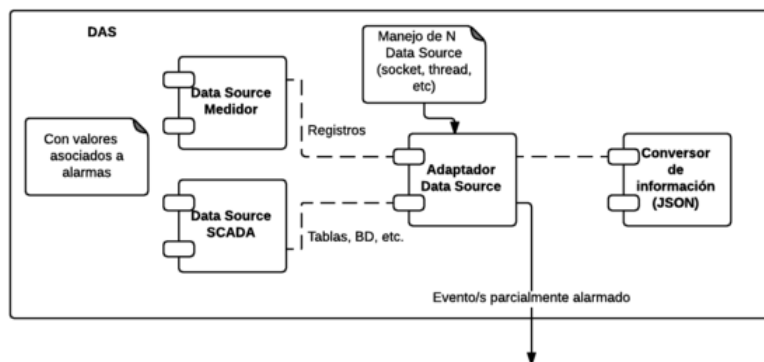 DAS
Manejo de N
Data Source
(socket, thread,
etc)
Data Source
Medidor
Con valores
asociados a
alarmas
Registros
Adaptador
Data Source
Conversor
de
información
(JSON)
Data Source
SCADA
Tablas, BD, etc.
Evento/s parcialmente alarmado